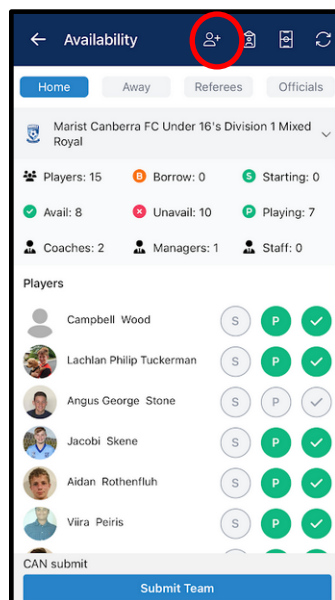 Availability
Home Away Referees Officials
Marist Canberra FC Under 16's Division 1 Mixed
Royal
Players: 15 B Borrow: 0 S Starting: 0
Avail: 8 Unavail: 10 P Playing: 7
Coaches: 2 Managers: 1 Staff: 0
Players
Campbell Wood S P
Lachlan Philip Tuckerman S P
Angus George Stone S P
Jacobi Skene S P
Aidan Rothenfluh S P
Viira Peiris S P
CAN submit
Submit Team